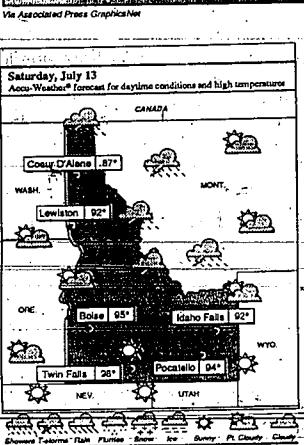 Via Associated Press GraphicsNet
Saturday, July 13
Accu-Weather® forecast for daytime conditions and high temperatures
CANADA
Coeur D'Alene 87°
WASH.
MONT.
Lewiston 92°
ORE.
Boise 95°
Idaho Falls 92°
WYO.
Twin Falls 98°
Pocatello 94°
NEV.
UTAH
Showers T-storms Rain Flurries Snow Ice Sunny P. Cloudy Cloudy